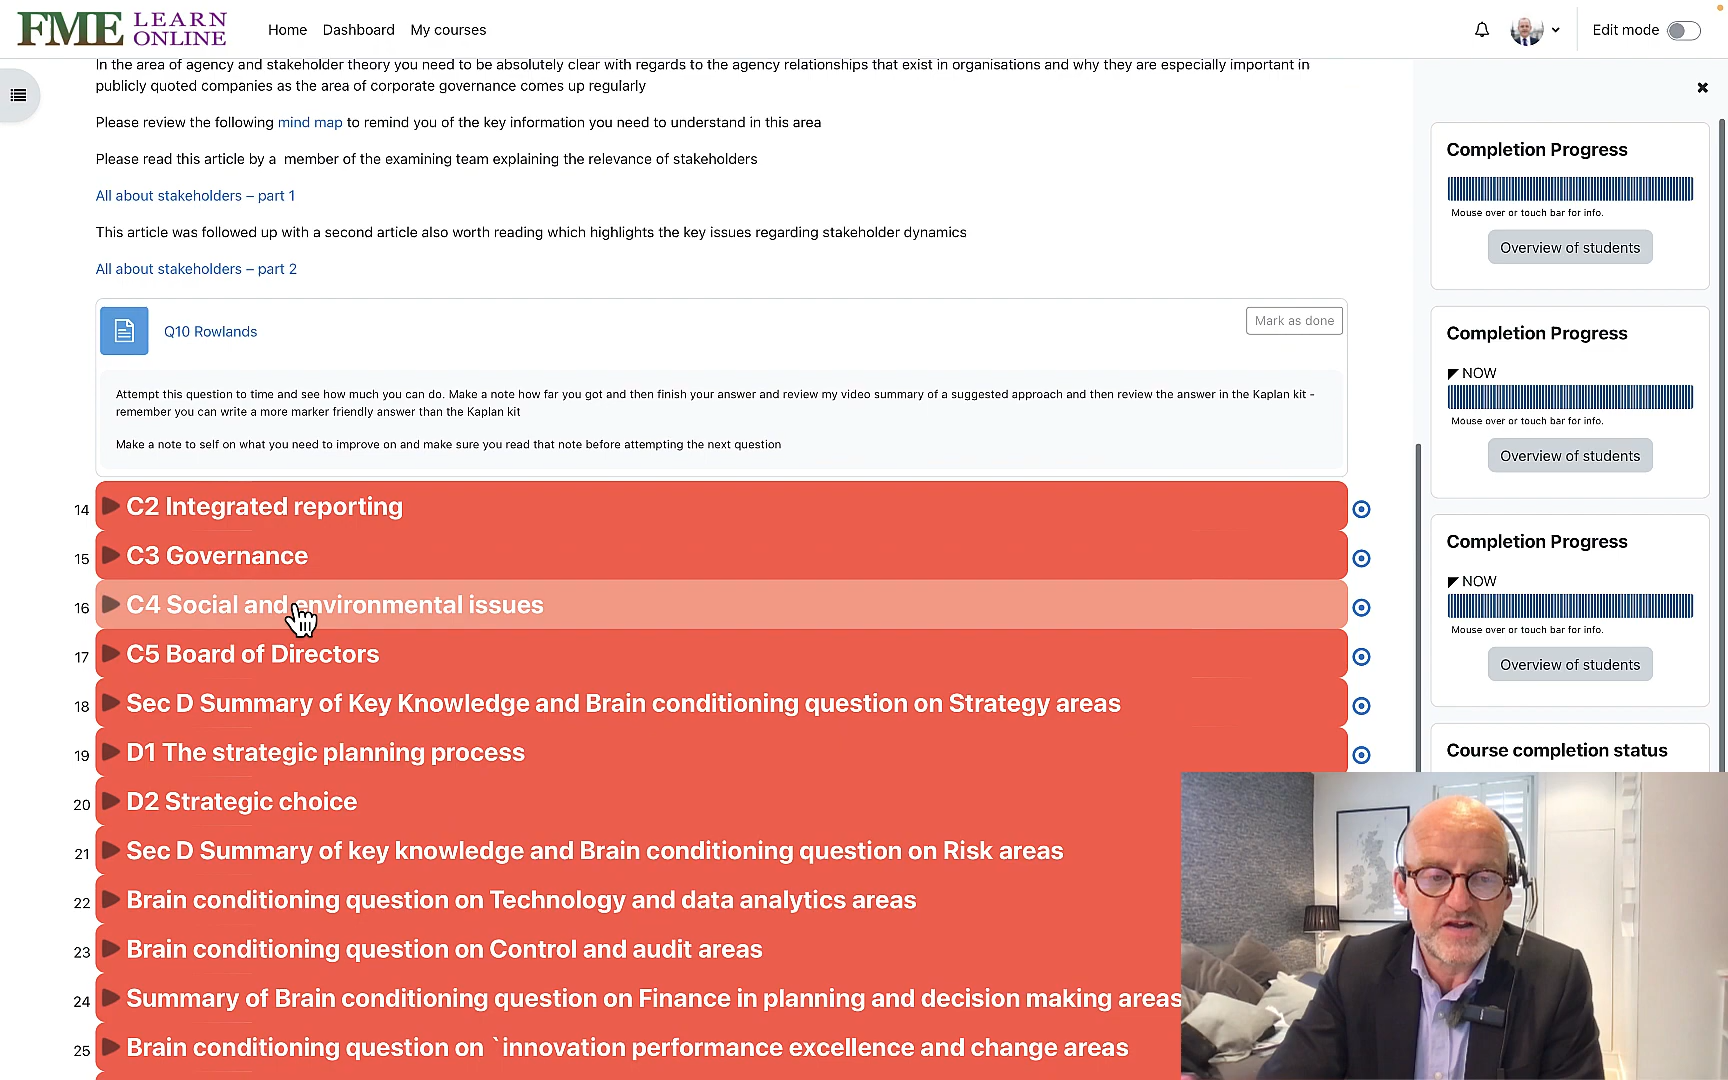 FME LEARN ONLINE
Home Dashboard My courses
Edit mode
In the area of agency and stakeholder theory you need to be absolutely clear with regards to the agency relationships that exist in organisations and why they are especially important in
publicly quoted companies as the area of corporate governance comes up regularly
Please review the following mind map to remind you of the key information you need to understand in this area
Please read this article by a member of the examining team explaining the relevance of stakeholders
All about stakeholders – part 1
This article was followed up with a second article also worth reading which highlights the key issues regarding stakeholder dynamics
All about stakeholders – part 2
Q10 Rowlands
Mark as done
Attempt this question to time and see how much you can do. Make a note how far you got and then finish your answer and review my video summary of a suggested approach and then review the answer in the Kaplan kit -
remember you can write a more marker friendly answer than the Kaplan kit
Make a note to self on what you need to improve on and make sure you read that note before attempting the next question
14 C2 Integrated reporting
15 C3 Governance
16 C4 Social and environmental issues
17 C5 Board of Directors
18 Sec D Summary of Key Knowledge and Brain conditioning question on Strategy areas
19 D1 The strategic planning process
20 D2 Strategic choice
21 Sec D Summary of key knowledge and Brain conditioning question on Risk areas
22 Brain conditioning question on Technology and data analytics areas
23 Brain conditioning question on Control and audit areas
24 Summary of Brain conditioning question on Finance in planning and decision making areas
25 Brain conditioning question on `innovation performance excellence and change areas
Completion Progress
Mouse over or touch bar for info.
Overview of students
Completion Progress
NOW
Mouse over or touch bar for info.
Overview of students
Completion Progress
NOW
Mouse over or touch bar for info.
Overview of students
Course completion status